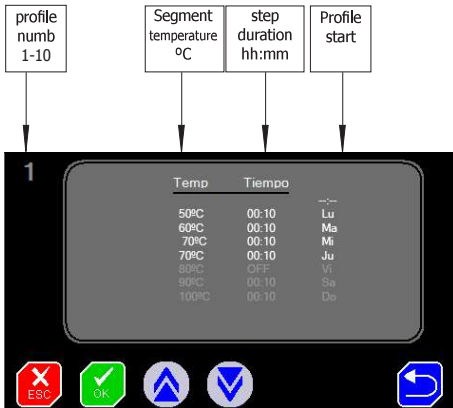 profile
numb
1-10
Segment
temperature
ºC
step
duration
hh:mm
Profile
start
1
Temp Tiempo
--:--
50ºC 00:10 Lu
60ºC 00:10 Ma
70ºC 00:10 Mi
70ºC 00:10 Ju
80ºC OFF Vi
90ºC 00:10 Sa
100ºC 00:10 Do
ESC
OK